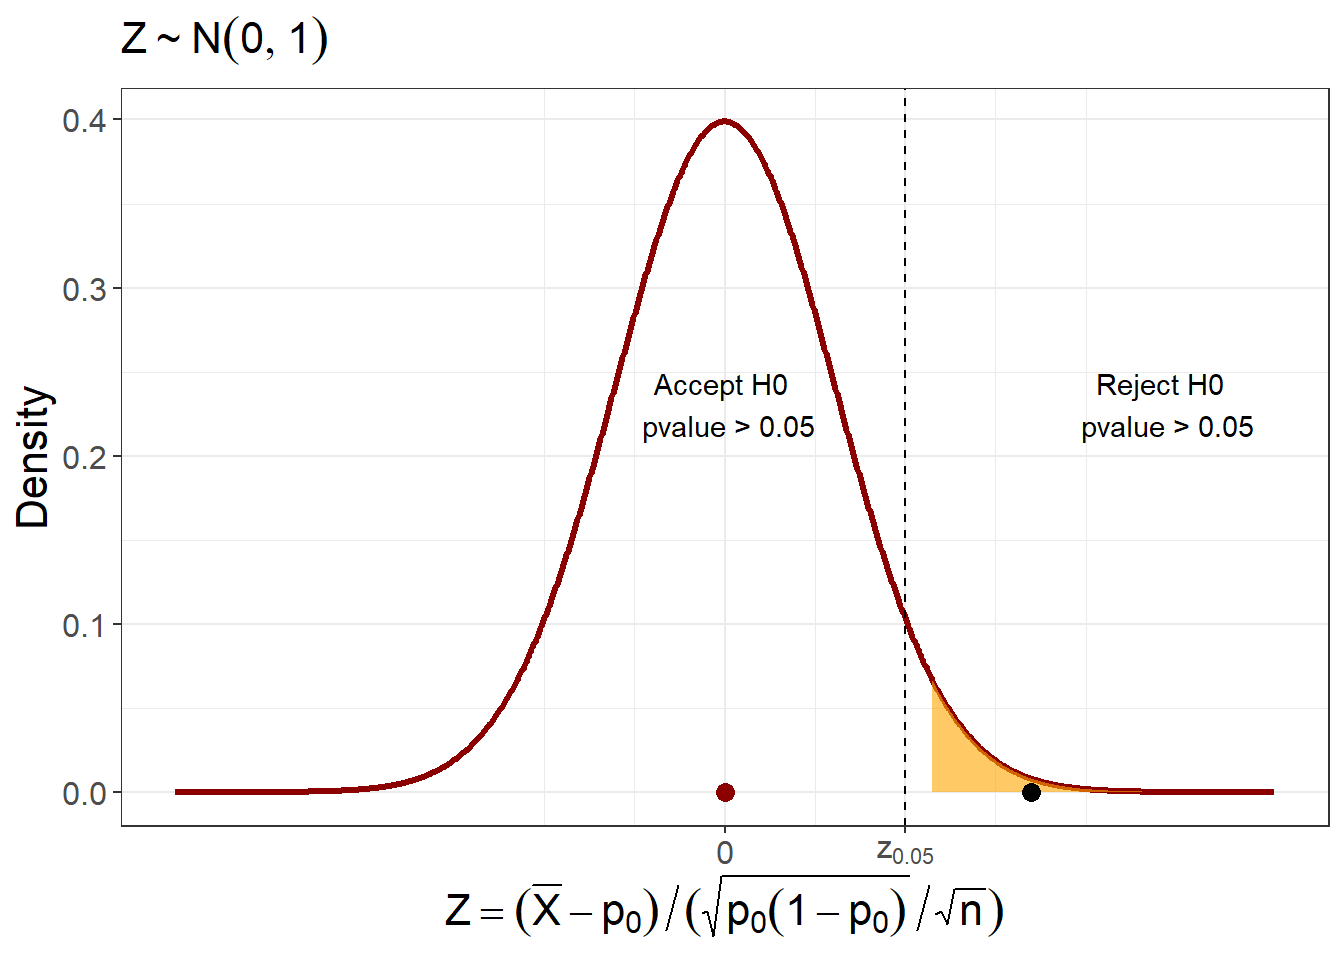 Z ~ N(0, 1)
0.4
0.3
0.2
0.1
0.0
Density
Accept H0
pvalue > 0.05
Reject H0
pvalue > 0.05
0
z₀.₀₅
Z = (X̅ − p₀)/(√p₀(1 − p₀)/√n)